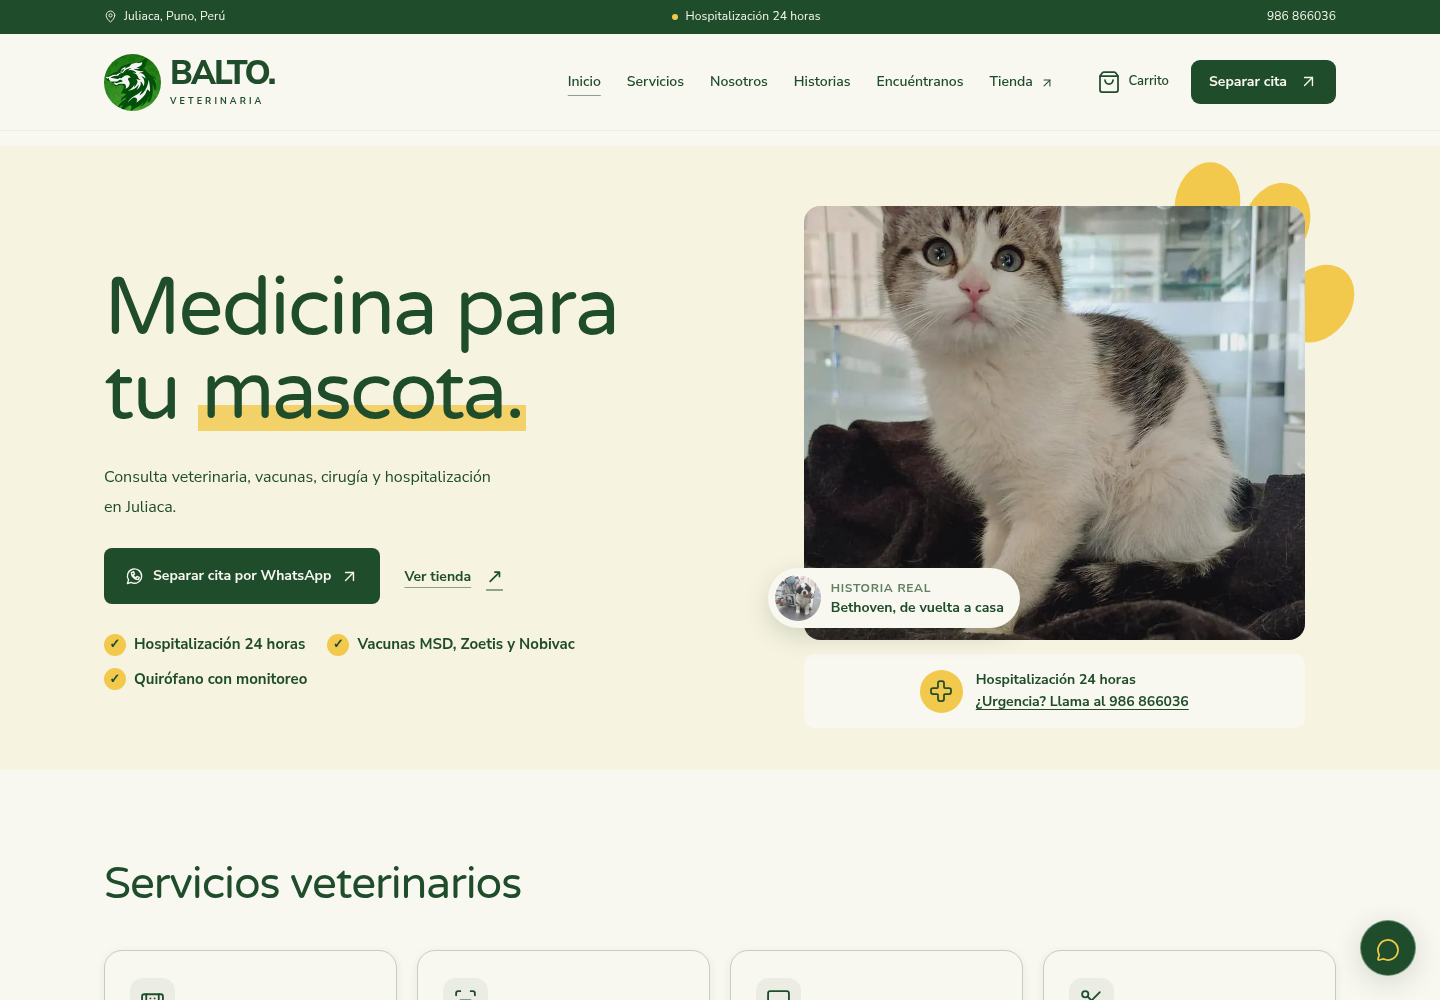 Juliaca, Puno, Perú
Hospitalización 24 horas
986 866036
BALTO.
VETERINARIA
Inicio
Servicios
Nosotros
Historias
Encuéntranos
Tienda
Carrito
Separar cita
Medicina para
tu mascota.
Consulta veterinaria, vacunas, cirugía y hospitalización
en Juliaca.
Separar cita por WhatsApp
Ver tienda
Hospitalización 24 horas
Vacunas MSD, Zoetis y Nobivac
Quirófano con monitoreo
HISTORIA REAL
Bethoven, de vuelta a casa
Hospitalización 24 horas
¿Urgencia? Llama al 986 866036
Servicios veterinarios